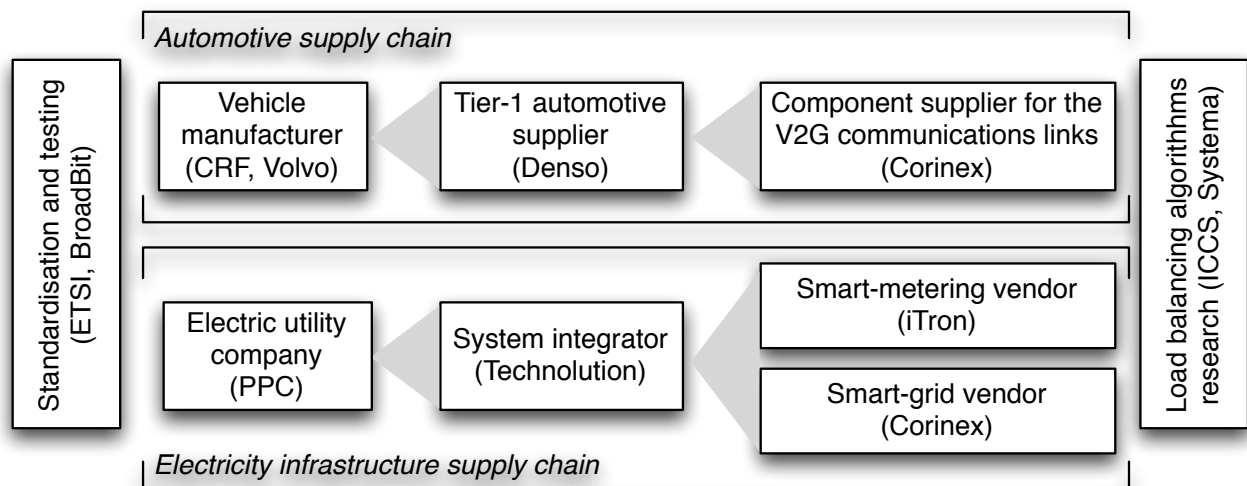 Automotive supply chain
Standardisation and testing
(ETSI, BroadBit)
Vehicle
manufacturer
(CRF, Volvo)
Tier-1 automotive
supplier
(Denso)
Component supplier for the
V2G communications links
(Corinex)
Load balancing algorithhms
research (ICCS, Systema)
Electric utility
company
(PPC)
System integrator
(Technolution)
Smart-metering vendor
(iTron)
Smart-grid vendor
(Corinex)
Electricity infrastructure supply chain